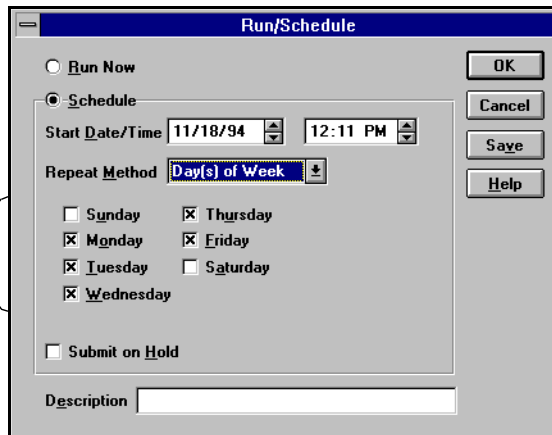 Run/Schedule
Run Now
OK
Schedule
Cancel
Start Date/Time 11/18/94 12:11 PM
Save
Repeat Method Day(s) of Week
Help
Sunday Thursday
Monday Friday
Tuesday Saturday
Wednesday
Submit on Hold
Description